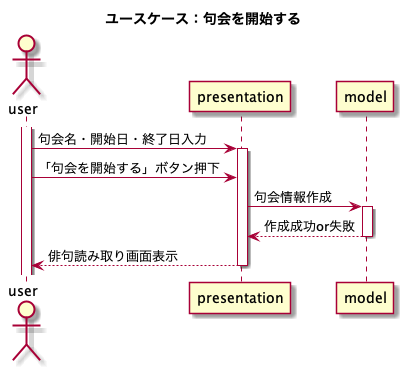 ユースケース：句会を開始する
user
presentation
model
句会名・開始日・終了日入力
「句会を開始する」ボタン押下
句会情報作成
作成成功or失敗
俳句読み取り画面表示
user
presentation
model